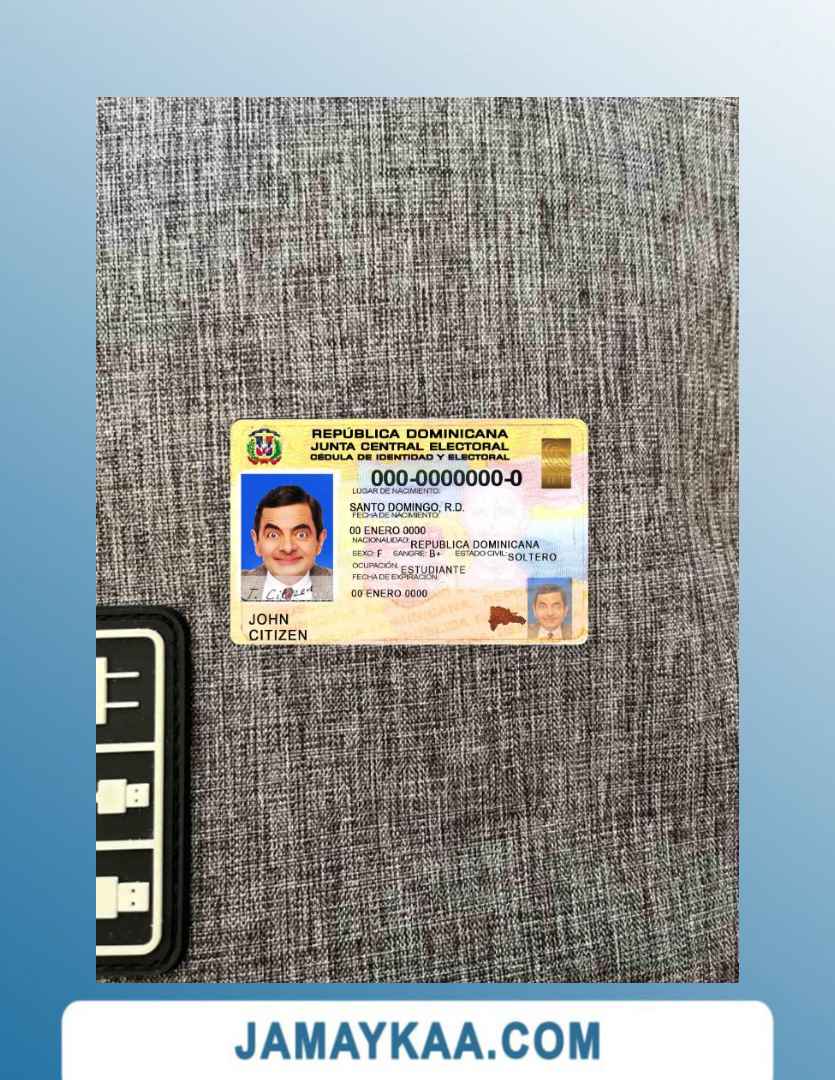 REPÚBLICA DOMINICANA
JUNTA CENTRAL ELECTORAL
CÉDULA DE IDENTIDAD Y ELECTORAL
000-0000000-0
LUGAR DE NACIMIENTO:
SANTO DOMINGO, R.D.
FECHA DE NACIMIENTO:
00 ENERO 0000
NACIONALIDAD: REPUBLICA DOMINICANA
SEXO: F SANGRE: B+ ESTADO CIVIL: SOLTERO
OCUPACIÓN: ESTUDIANTE
FECHA DE EXPIRACIÓN:
00 ENERO 0000
J. Citizen
JOHN
CITIZEN
JAMAYKAA.COM